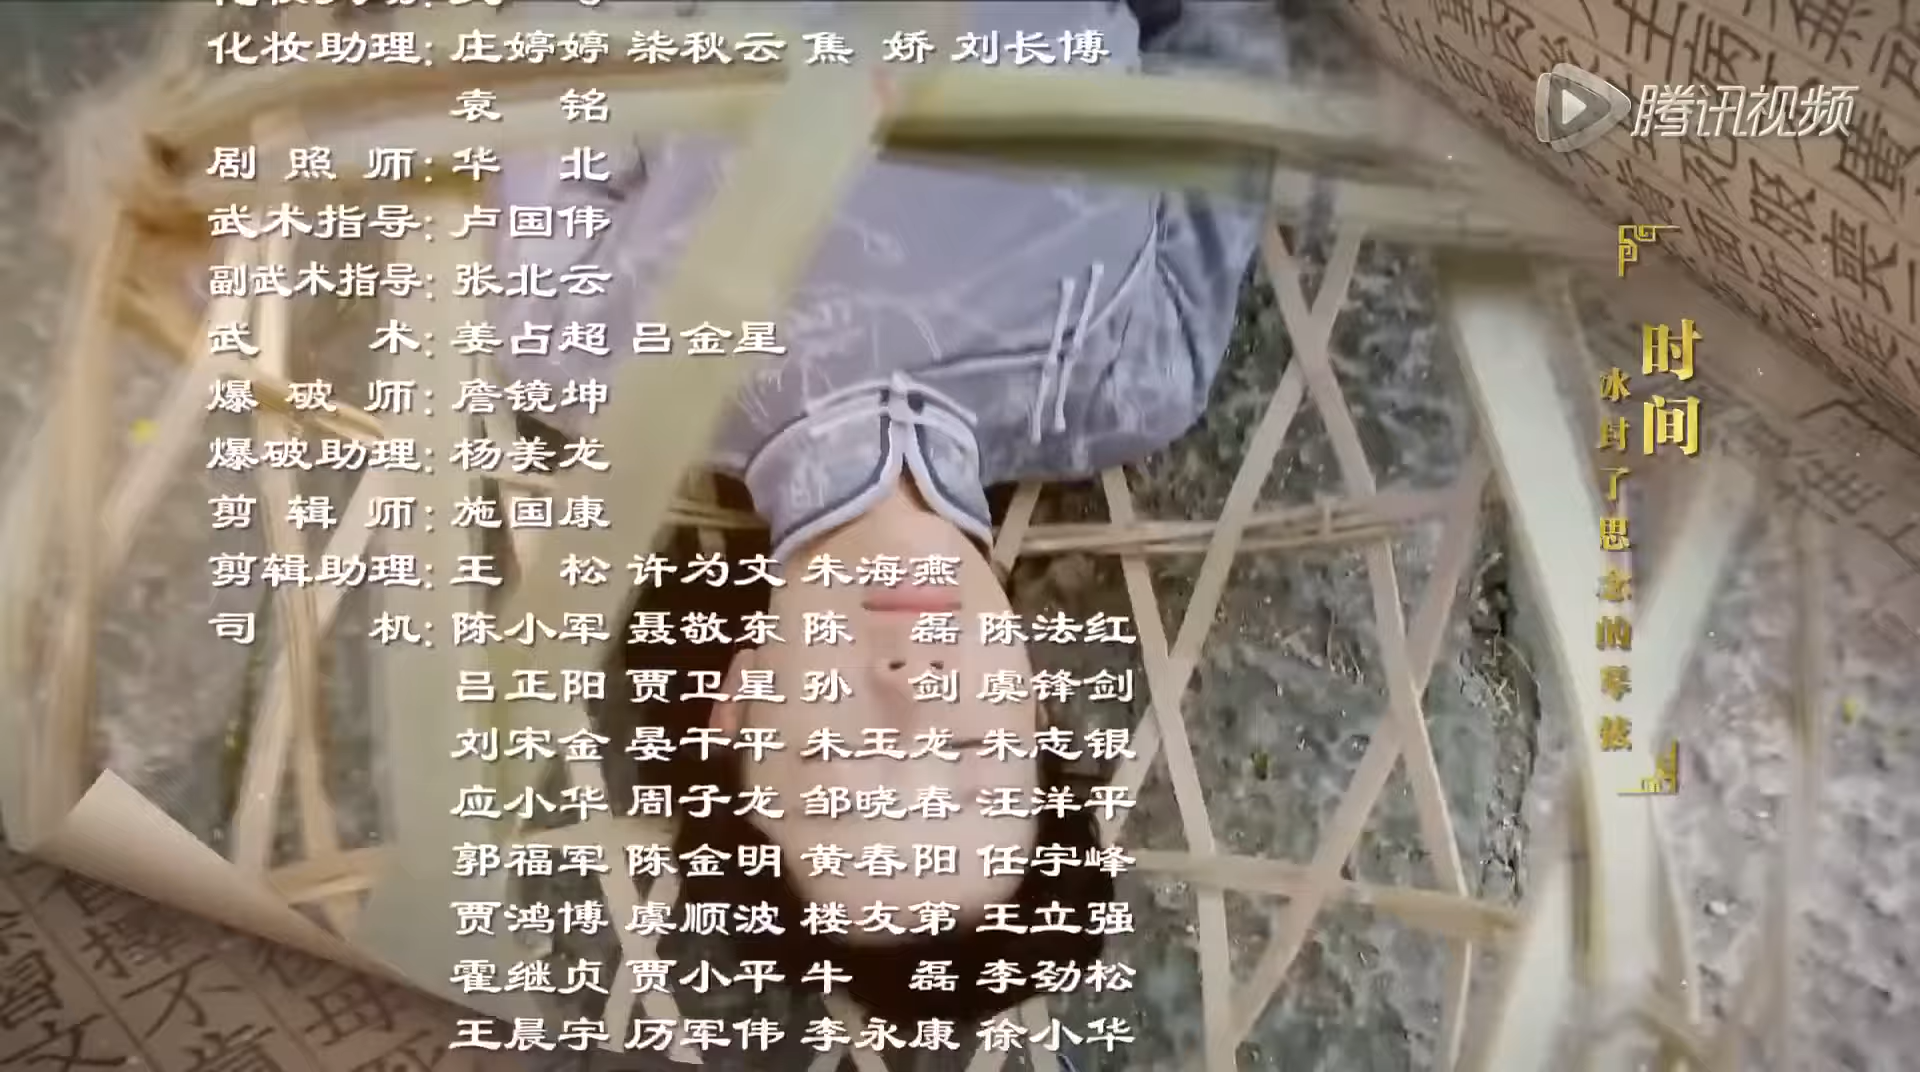 化妆助理: 庄婷婷 柒秋云 焦 娇 刘长博
袁 铭
剧照师: 华 北
武术指导: 卢国伟
副武术指导: 张北云
武 术: 姜占超 吕金星
爆破师: 詹镜坤
爆破助理: 杨美龙
剪辑师: 施国康
剪辑助理: 王 松 许为文 朱海燕
司 机: 陈小军 聂敬东 陈 磊 陈法红
吕正阳 贾卫星 孙 剑 虞锋剑
刘宋金 晏干平 朱玉龙 朱志银
应小华 周子龙 邹晓春 汪洋平
郭福军 陈金明 黄春阳 任宇峰
贾鸿博 虞顺波 楼友第 王立强
霍继贞 贾小平 牛 磊 李劲松
王晨宇 厉军伟 李永康 徐小华
腾讯视频
时间
冰封了思念的琴弦